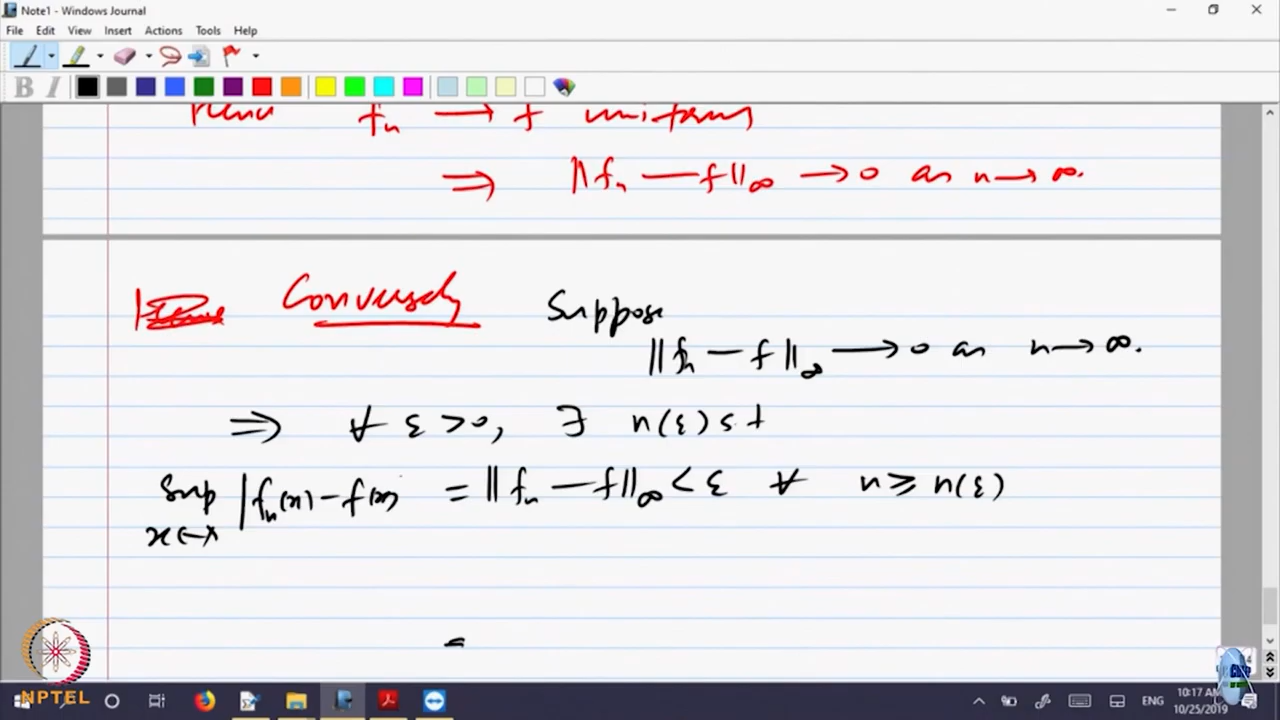 Note1 - Windows Journal
File Edit View Insert Actions Tools Help
B I
Hence fₙ → f uniform
⇒ ‖fₙ − f‖∞ → 0 as n → ∞.
Conversely Suppose
‖fₙ − f‖∞ → 0 as n → ∞.
⇒ ∀ ε > 0, ∃ n(ε) s.t
Sup |fₙ(x) − f(x) = ‖fₙ − f‖∞ < ε ∀ n ≥ n(ε)
x∈X
=
NPTEL
ENG
10:17 AM
10/25/2019